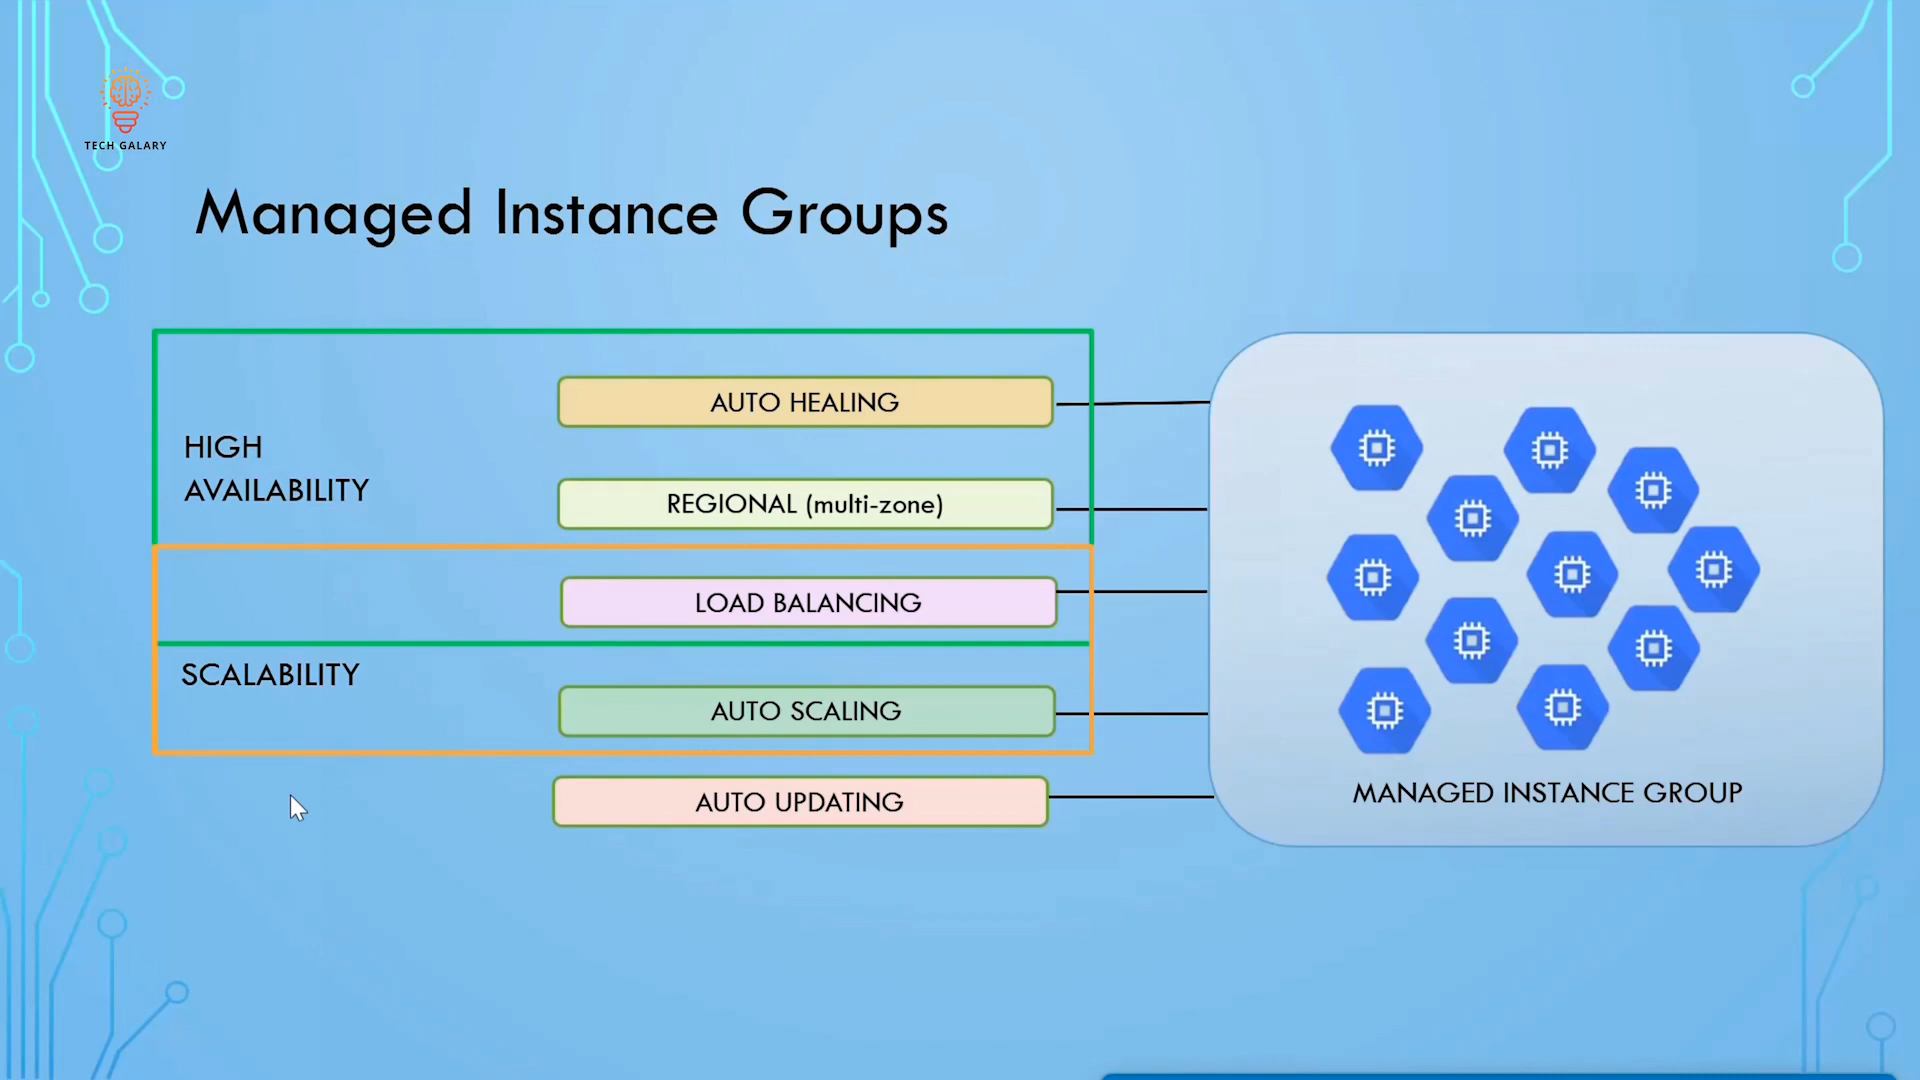 TECH GALARY
Managed Instance Groups
HIGH
AVAILABILITY
AUTO HEALING
REGIONAL (multi-zone)
LOAD BALANCING
SCALABILITY
AUTO SCALING
AUTO UPDATING
MANAGED INSTANCE GROUP